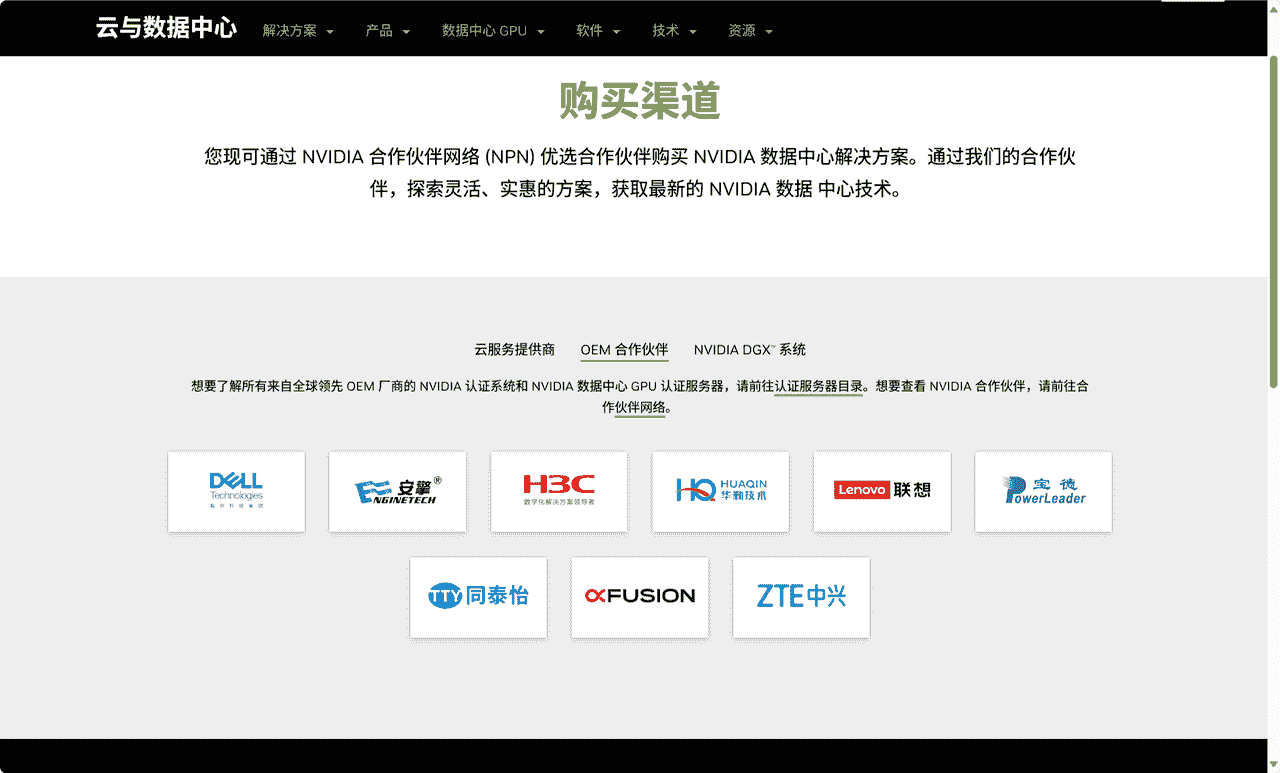 云与数据中心 解决方案 产品 数据中心 GPU 软件 技术 资源
购买渠道
您现可通过 NVIDIA 合作伙伴网络 (NPN) 优选合作伙伴购买 NVIDIA 数据中心解决方案。通过我们的合作伙
伴，探索灵活、实惠的方案，获取最新的 NVIDIA 数据 中心技术。
云服务提供商 OEM 合作伙伴 NVIDIA DGX™ 系统
想要了解所有来自全球领先 OEM 厂商的 NVIDIA 认证系统和 NVIDIA 数据中心 GPU 认证服务器，请前往认证服务器目录。想要查看 NVIDIA 合作伙伴，请前往合
作伙伴网络。
DELL
Technologies
安擎®
ENGINETECH
H3C
数字化解决方案领导者
HQ HUAQIN
华勤技术
Lenovo 联想
宝德
PowerLeader
TTY 同泰怡
XFUSION
ZTE中兴